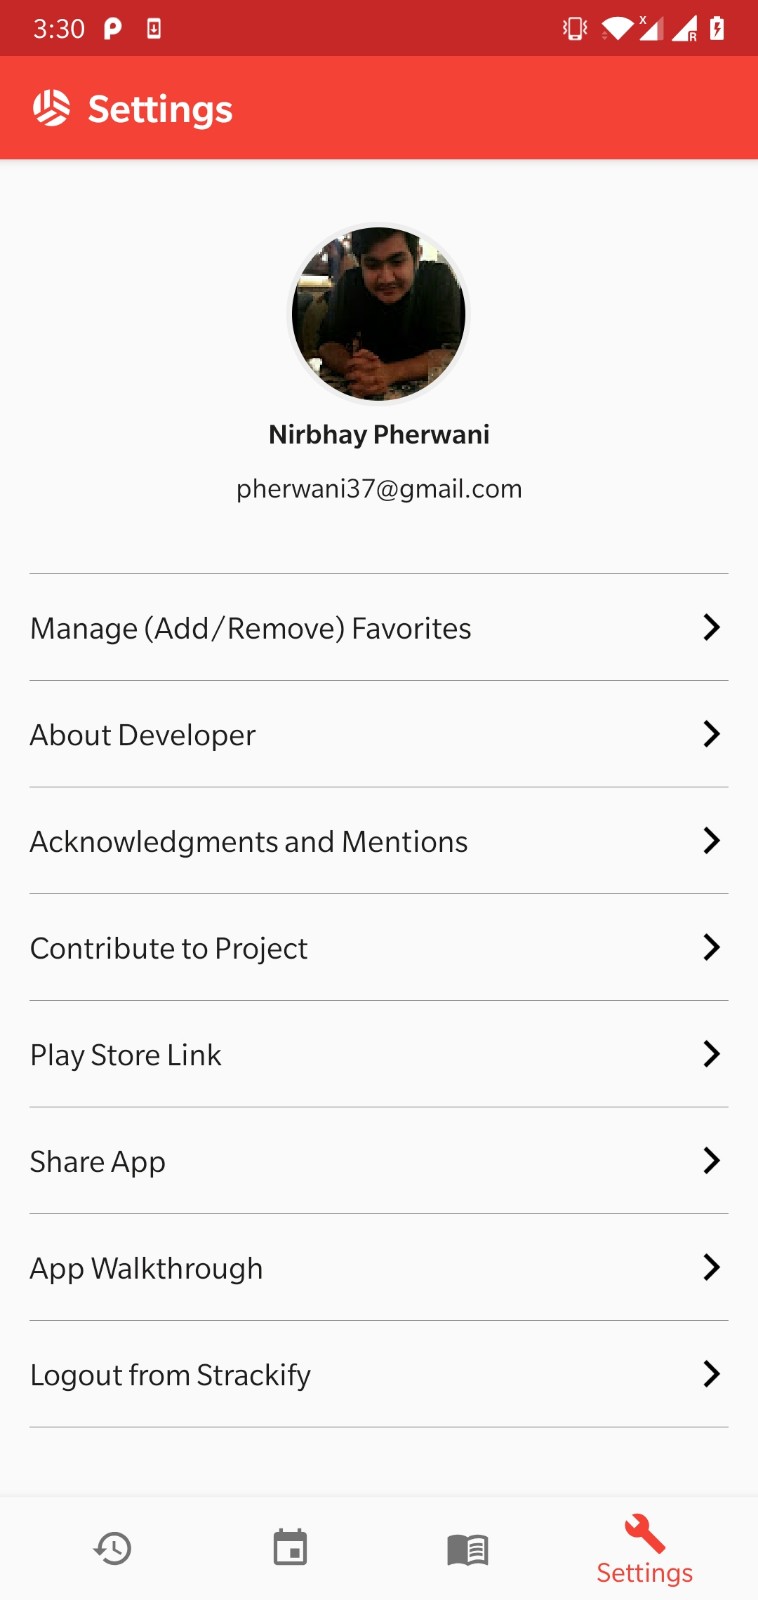 3:30
Settings
Nirbhay Pherwani
pherwani37@gmail.com
Manage (Add/Remove) Favorites
About Developer
Acknowledgments and Mentions
Contribute to Project
Play Store Link
Share App
App Walkthrough
Logout from Strackify
Settings